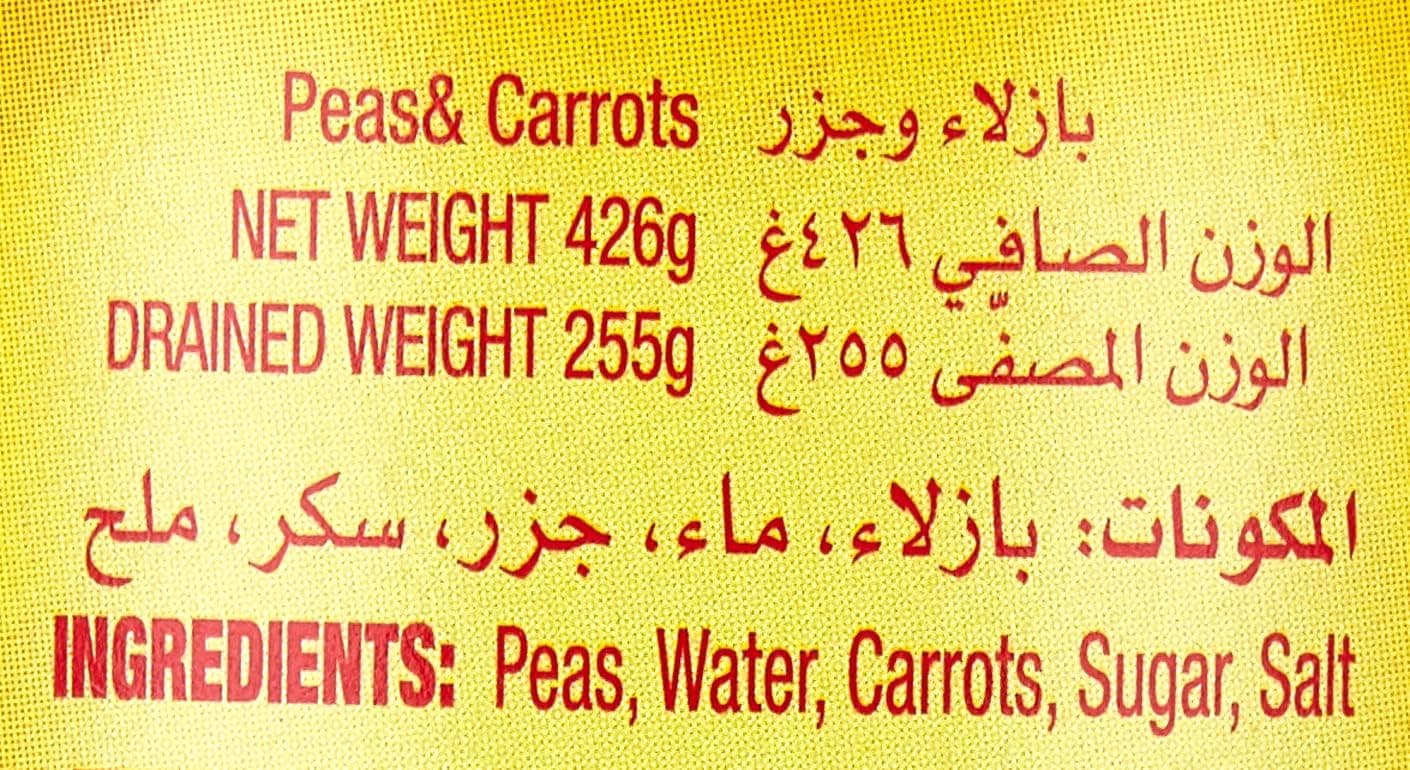 Peas& Carrots بازلاء وجزر
NET WEIGHT 426g الوزن الصافي ٤٢٦غ
DRAINED WEIGHT 255g الوزن المصفّى ٢٥٥غ
المكونات: بازلاء، ماء، جزر، سكر، ملح
INGREDIENTS: Peas, Water, Carrots, Sugar, Salt